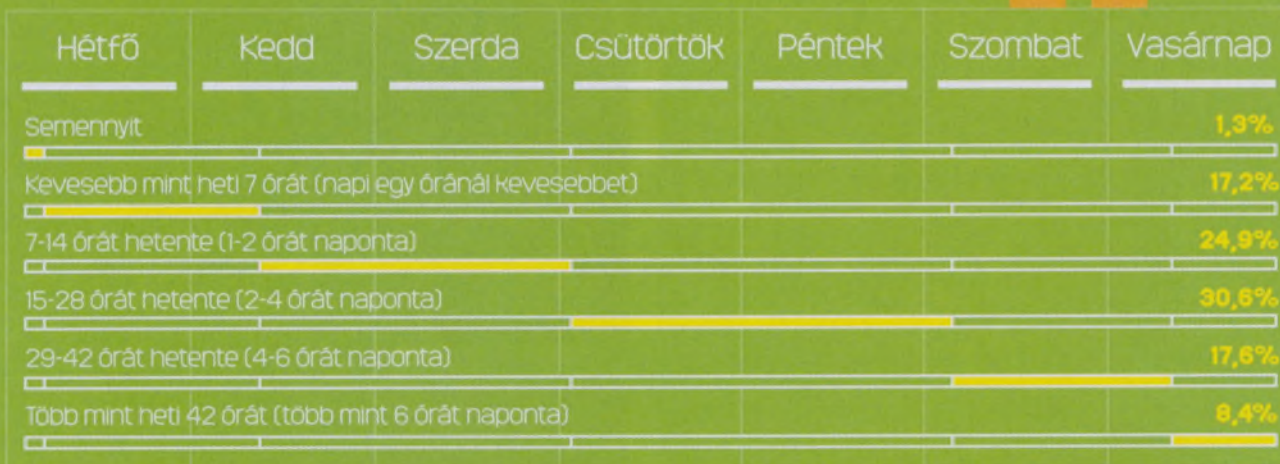 Hétfő Kedd Szerda Csütörtök Péntek Szombat Vasárnap
Semennyit 1,3%
Kevesebb mint heti 7 órát (napi egy óránál kevesebbet) 17,2%
7-14 órát hetente (1-2 órát naponta) 24,9%
15-28 órát hetente (2-4 órát naponta) 30,6%
29-42 órát hetente (4-6 órát naponta) 17,6%
Több mint heti 42 órát (több mint 6 órát naponta) 8,4%